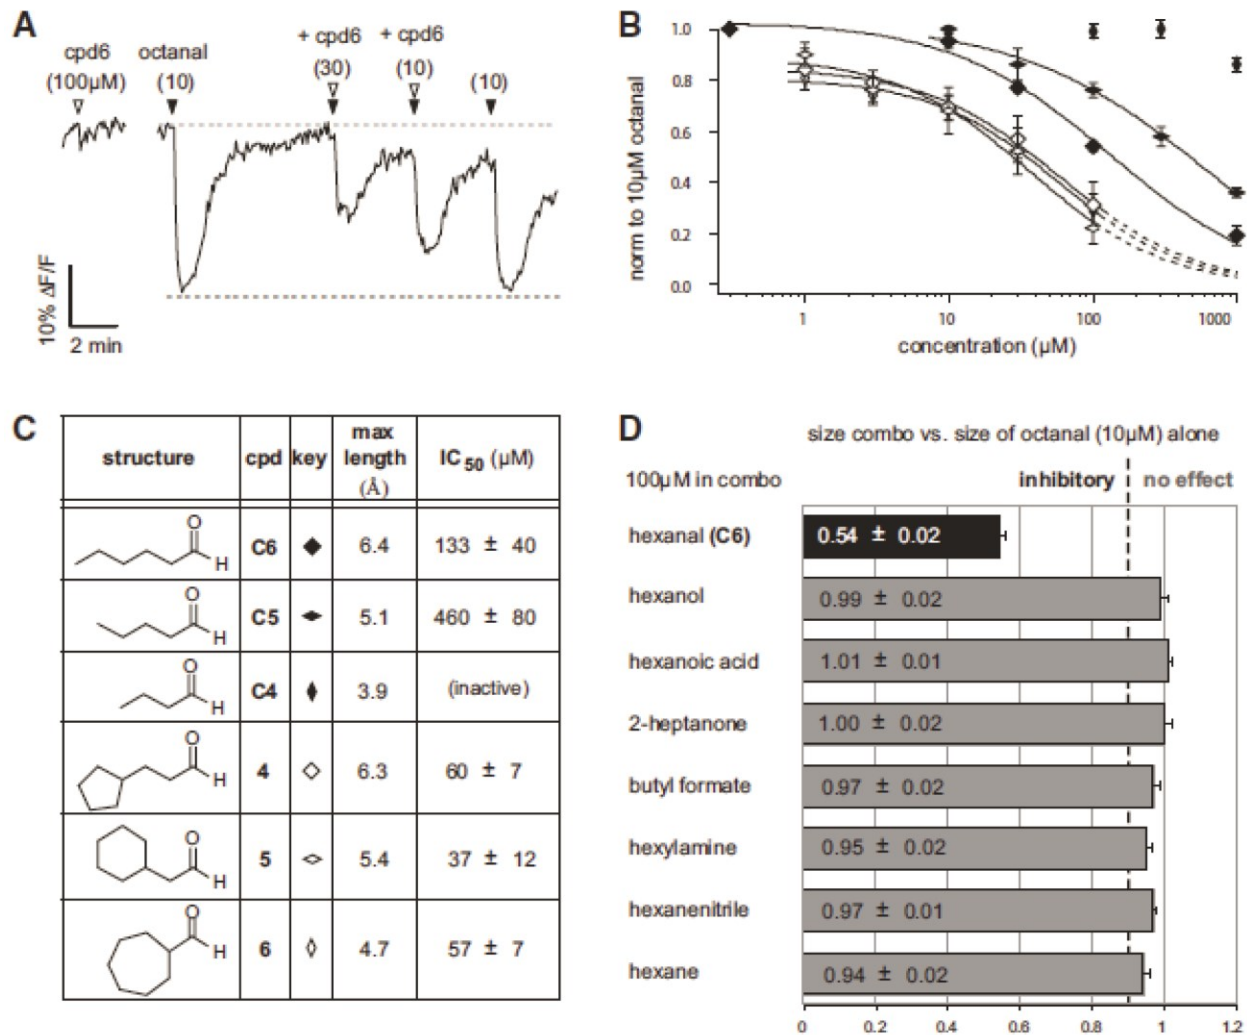 A
cpd6
(100µM)
octanal
(10)
+ cpd6
(30)
+ cpd6
(10)
(10)
10% ΔF/F
2 min
B
norm to 10µM octanal
1.0
0.8
0.6
0.4
0.2
0.0
1
10
100
1000
concentration (µM)
C
structure cpd key max length (Å) IC50 (µM)
O
H
C6 6.4 133 ± 40
O
H
C5 5.1 460 ± 80
O
H
C4 3.9 (inactive)
O
H
4 6.3 60 ± 7
O
H
5 5.4 37 ± 12
O
H
6 4.7 57 ± 7
D
size combo vs. size of octanal (10µM) alone
100µM in combo inhibitory no effect
hexanal (C6) 0.54 ± 0.02
hexanol 0.99 ± 0.02
hexanoic acid 1.01 ± 0.01
2-heptanone 1.00 ± 0.02
butyl formate 0.97 ± 0.02
hexylamine 0.95 ± 0.02
hexanenitrile 0.97 ± 0.01
hexane 0.94 ± 0.02
0 0.2 0.4 0.6 0.8 1 1.2